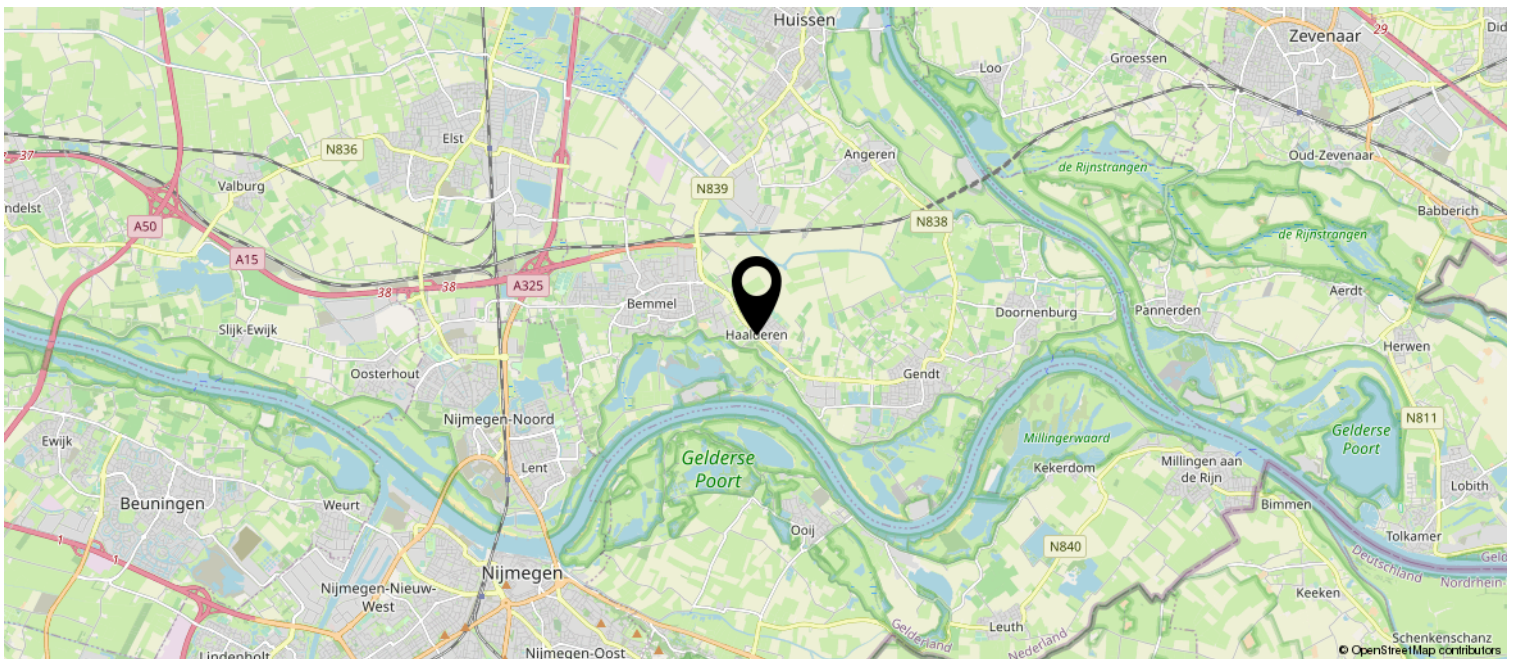 Huissen
Zevenaar
29
Did
Groessen
Loo
N836
Elst
37
Angeren
de Rijnstrangen
Oud-Zevenaar
Valburg
N839
ndelst
A50
N838
Babberich
de Rijnstrangen
A15
38
38
A325
Bemmel
Aerdt
Doornenburg
Pannerden
Slijk-Ewijk
Haalderen
Herwen
Oosterhout
Gendt
Nijmegen-Noord
N811
Ewijk
Gelderse
Poort
Millingerwaard
Gelderse
Poort
Lent
Kekerdom
Millingen aan
de Rijn
Lobith
Beuningen
Weurt
Bimmen
Ooij
Tolkamer
1
1
N840
Deutschland
Geld
Nordrhein-
Nijmegen
Nijmegen-Nieuw-
West
Keeken
Leuth
Gelderland
Nederland
Schenkenschanz
Lindenholt
Nijmegen-Oost
© OpenStreetMap contributors